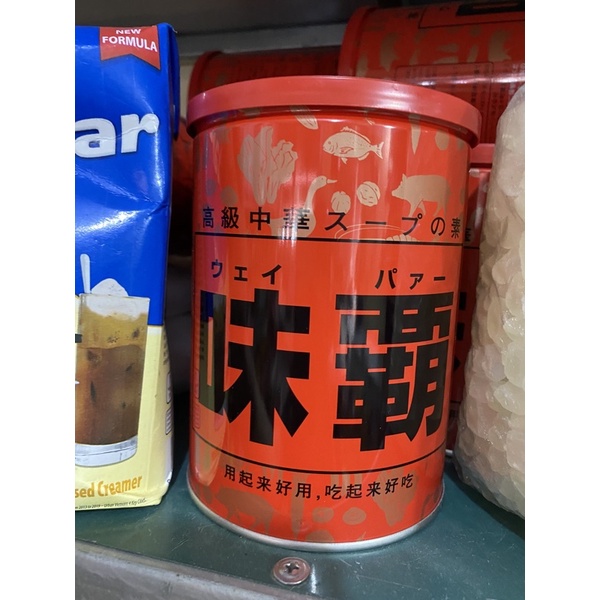 NEW
FORMULA
ar
sed Creamer
高級中華スープの素
ウェイ パァー
味覇
用起来好用,吃起来好吃